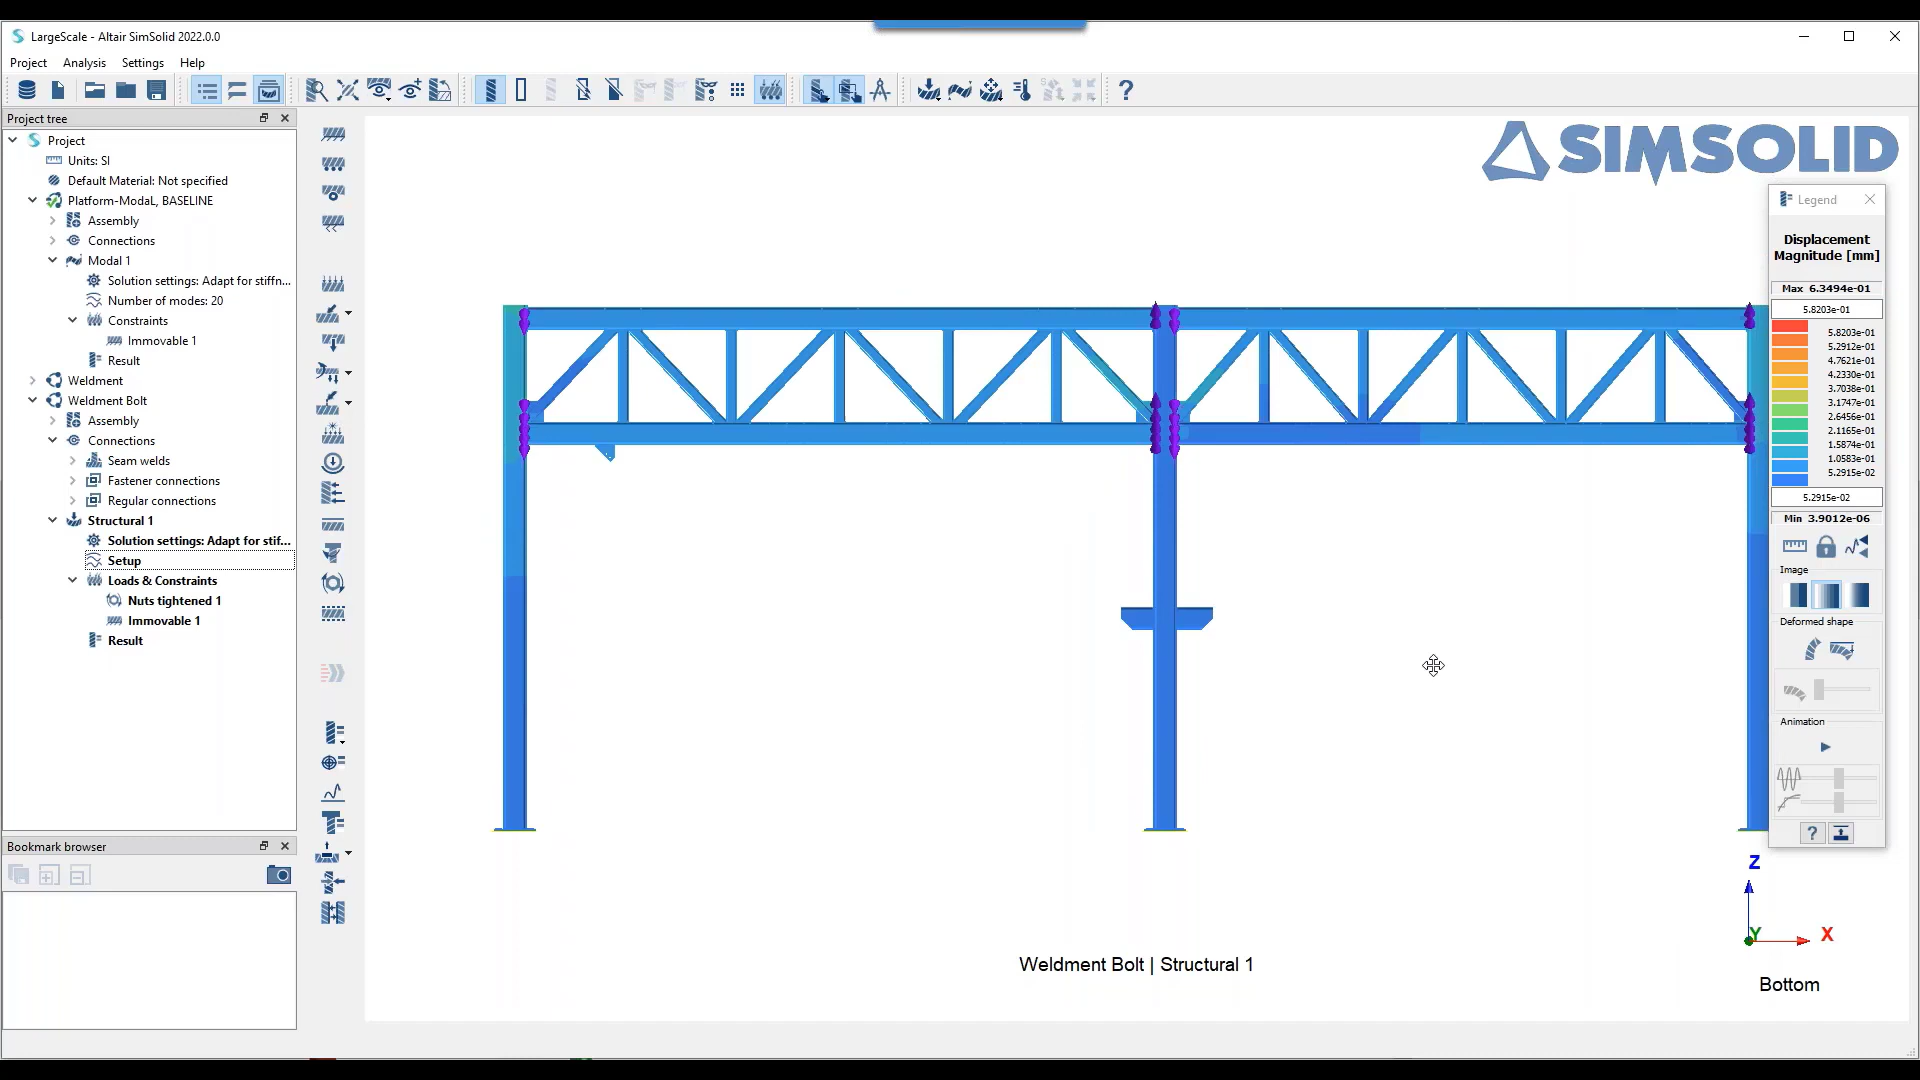 LargeScale - Altair SimSolid 2022.0.0
Project Analysis Settings Help
Project tree
Project
Units: SI
Default Material: Not specified
Platform-ModaL, BASELINE
Assembly
Connections
Modal 1
Solution settings: Adapt for stiffn...
Number of modes: 20
Constraints
Immovable 1
Result
Weldment
Weldment Bolt
Assembly
Connections
Seam welds
Fastener connections
Regular connections
Structural 1
Solution settings: Adapt for stif...
Setup
Loads & Constraints
Nuts tightened 1
Immovable 1
Result
Bookmark browser
SIMSOLID
Legend
Displacement
Magnitude [mm]
Max 6.3494e-01
5.8203e-01
5.8203e-01
5.2912e-01
4.7621e-01
4.2330e-01
3.7038e-01
3.1747e-01
2.6456e-01
2.1165e-01
1.5874e-01
1.0583e-01
5.2915e-02
5.2915e-02
Min 3.9012e-06
Image
Deformed shape
Animation
?
Z
Y
X
Weldment Bolt | Structural 1
Bottom